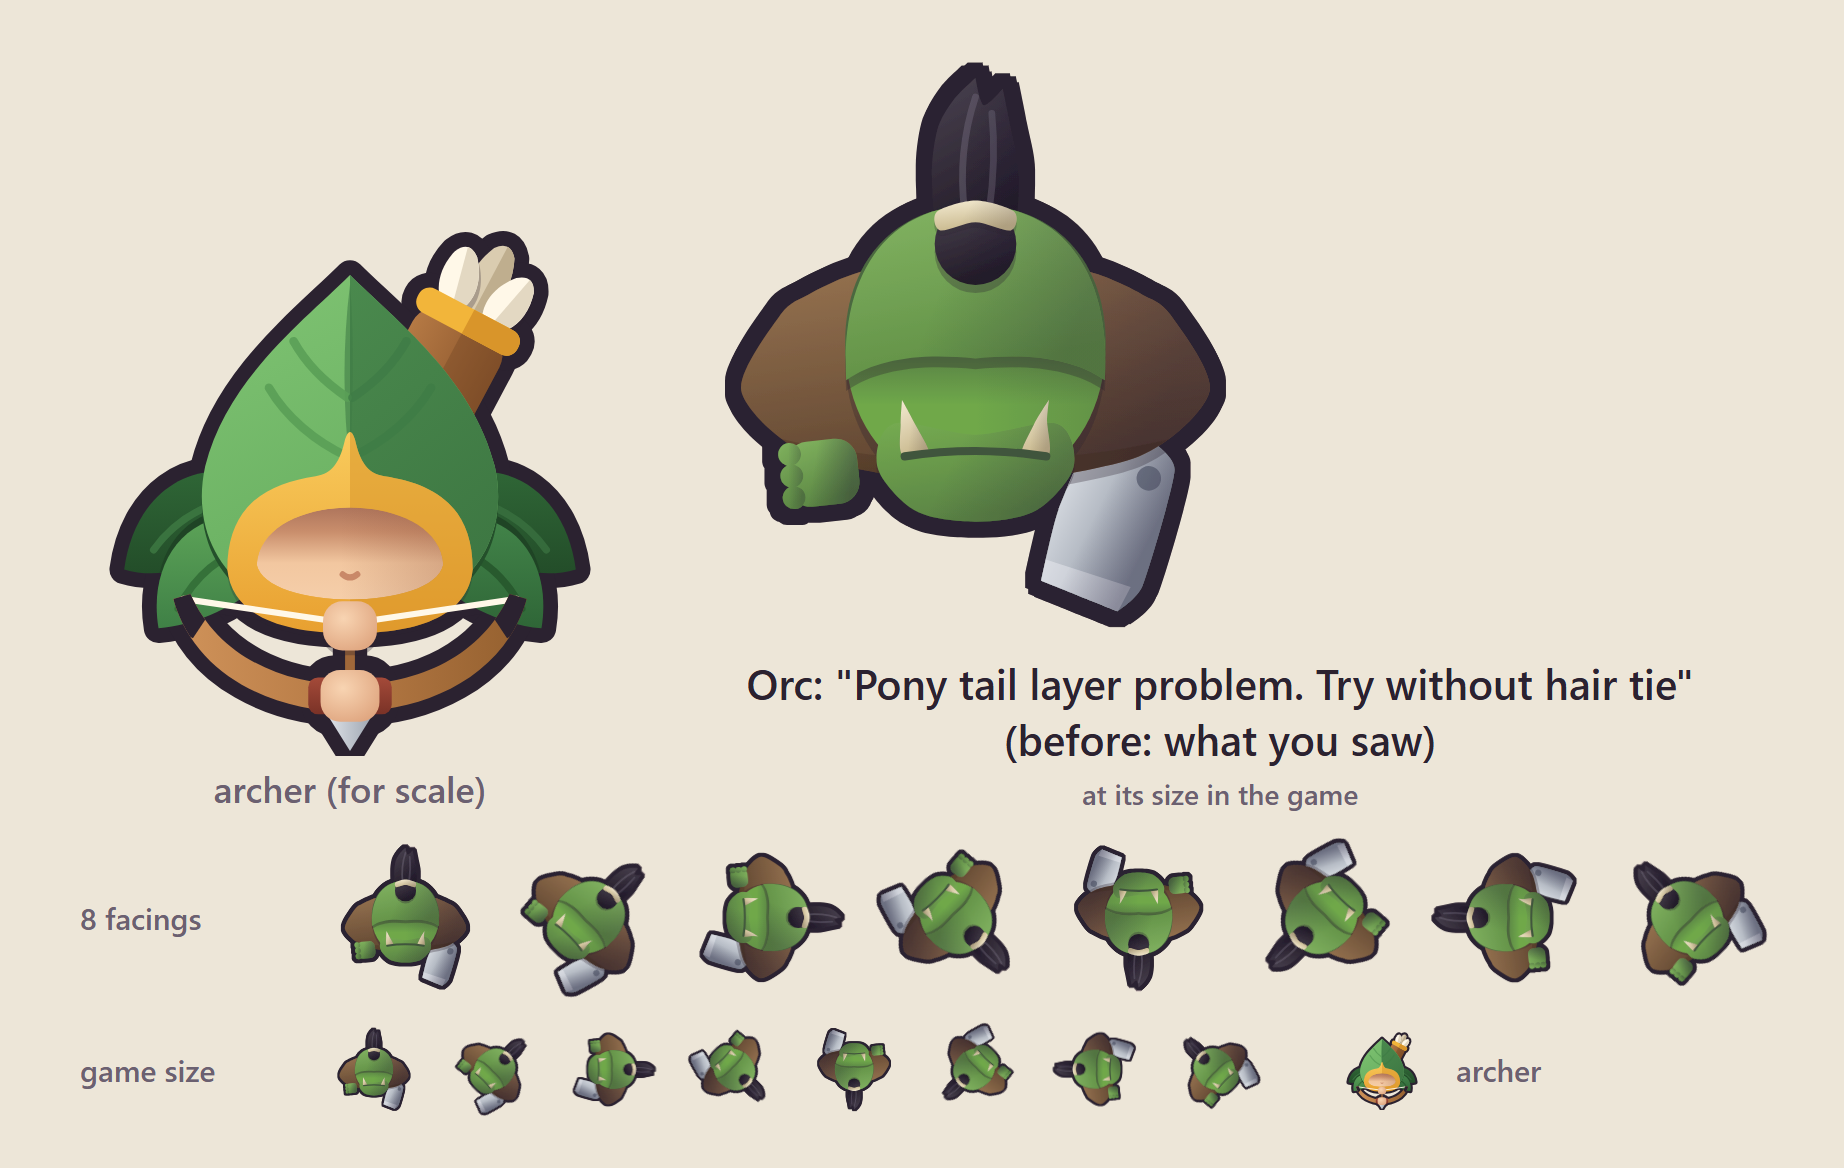 Orc: "Pony tail layer problem. Try without hair tie"
(before: what you saw)
archer (for scale)
at its size in the game
8 facings
game size
archer